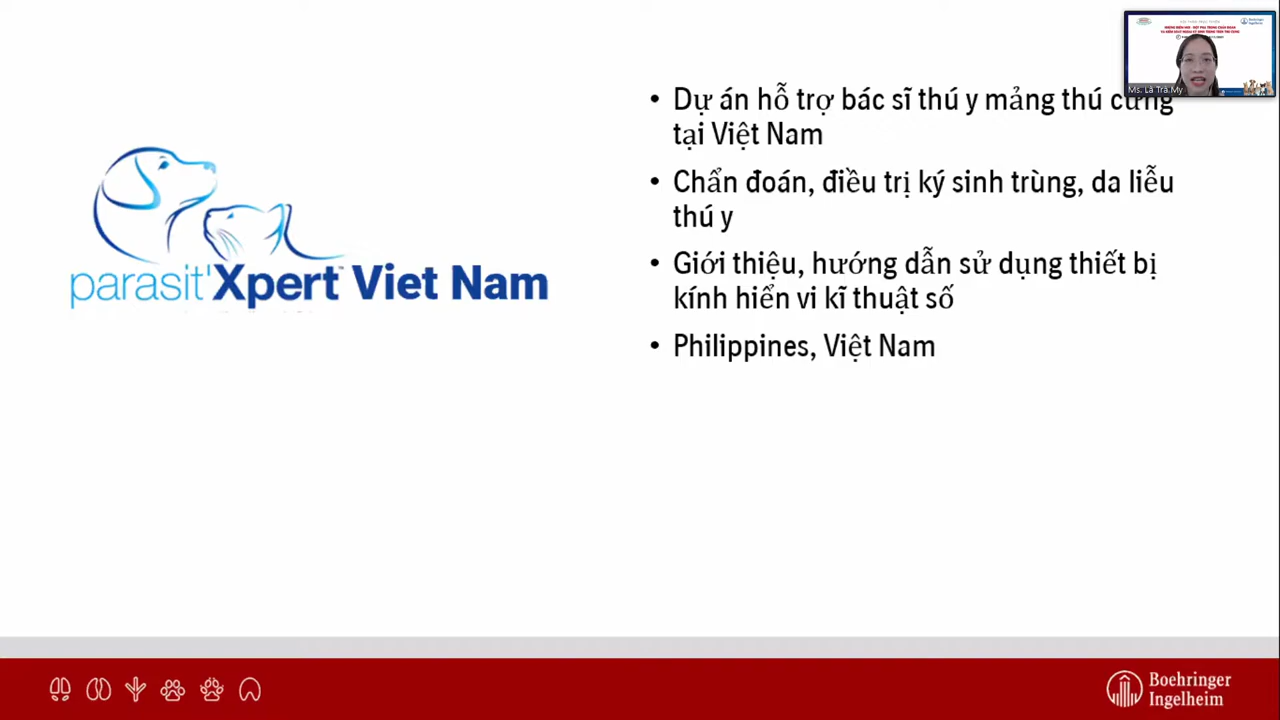 Dự án hỗ trợ bác sĩ thú y mảng thú cưng
tại Việt Nam
Chẩn đoán, điều trị ký sinh trùng, da liễu
thú y
Giới thiệu, hướng dẫn sử dụng thiết bị
kính hiển vi kĩ thuật số
Philippines, Việt Nam
parasit'Xpert™ Viet Nam
Ms. Lã Trà My
Boehringer
Ingelheim